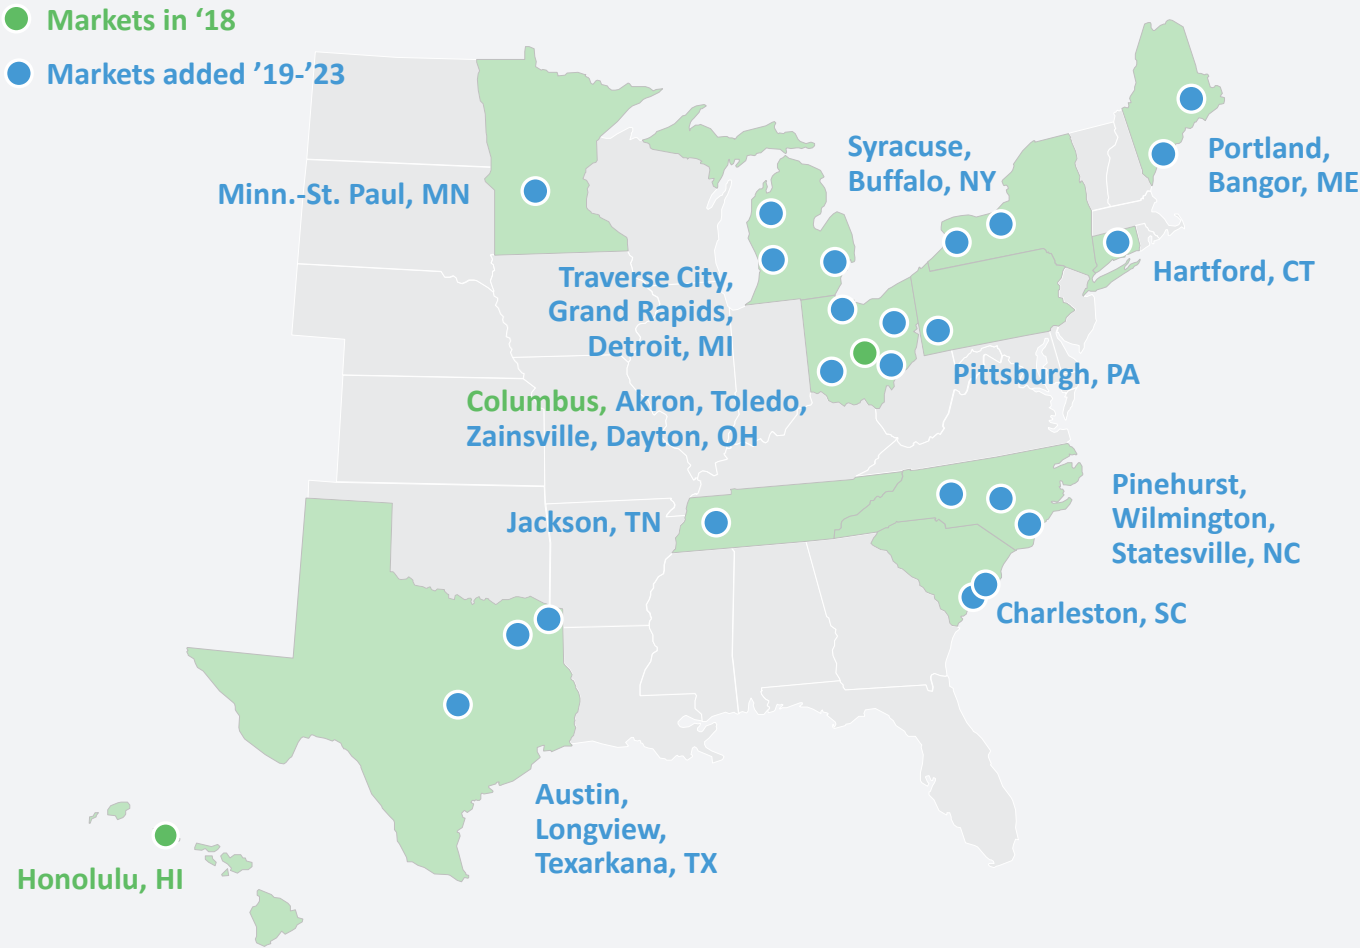 Markets in ‘18
Markets added ’19-’23
Syracuse,
Buffalo, NY
Portland,
Bangor, ME
Minn.-St. Paul, MN
Hartford, CT
Traverse City,
Grand Rapids,
Detroit, MI
Pittsburgh, PA
Columbus, Akron, Toledo,
Zainsville, Dayton, OH
Jackson, TN
Pinehurst,
Wilmington,
Statesville, NC
Charleston, SC
Austin,
Longview,
Texarkana, TX
Honolulu, HI